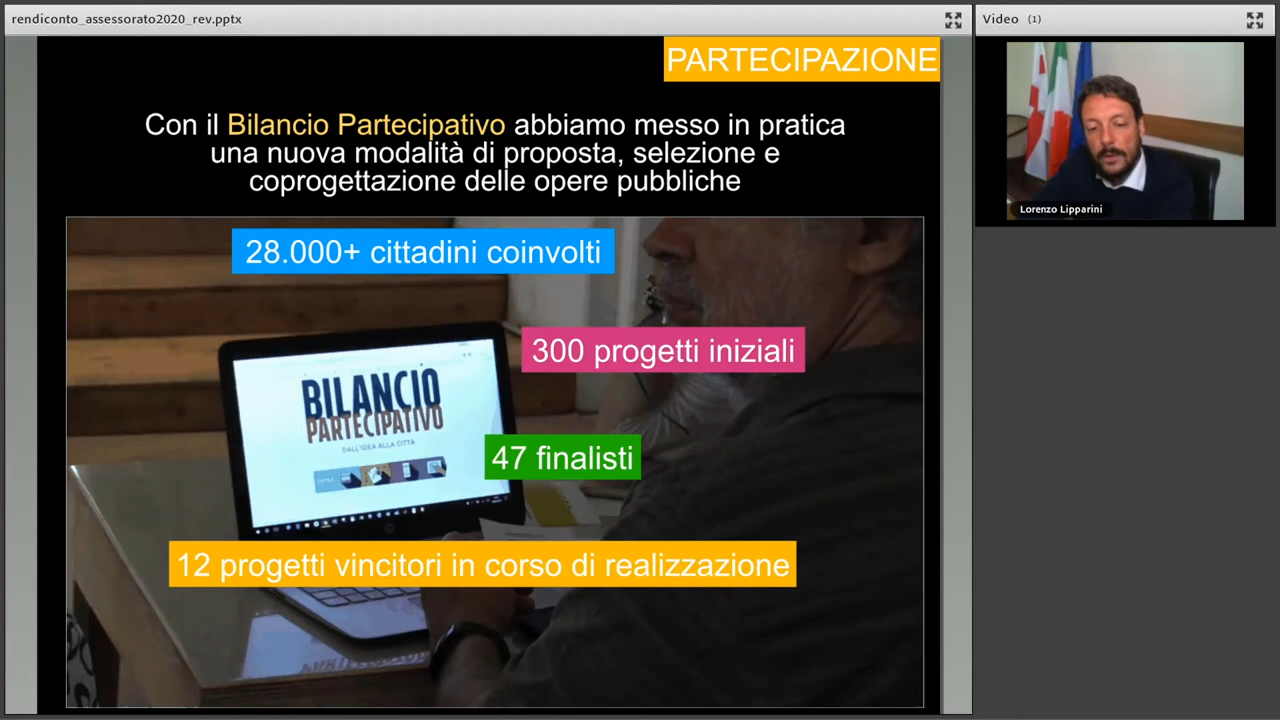 rendiconto_assessorato2020_rev.pptx
Video (1)
PARTECIPAZIONE
Lorenzo Lipparini
Con il Bilancio Partecipativo abbiamo messo in pratica
una nuova modalità di proposta, selezione e
coprogettazione delle opere pubbliche
28.000+ cittadini coinvolti
300 progetti iniziali
BILANCIO
PARTECIPATIVO
DALL'IDEA ALLA CITTÀ
47 finalisti
12 progetti vincitori in corso di realizzazione